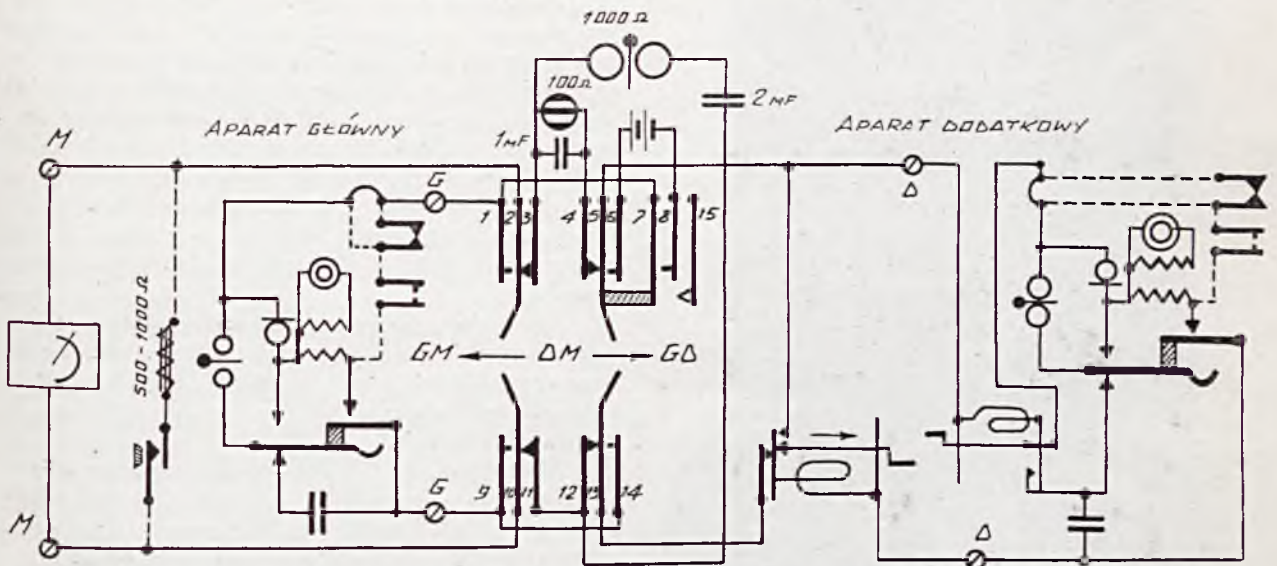 1000 Ω
100 Ω
2 MF
M
APARAT GŁÓWNY
1 MF
APARAT DODATKOWY
G
Δ
1 2 3 4 5 6 7 8 15
500-1000 Ω
GM DM GΔ
M
G
9 10 11 12 13 14
Δ